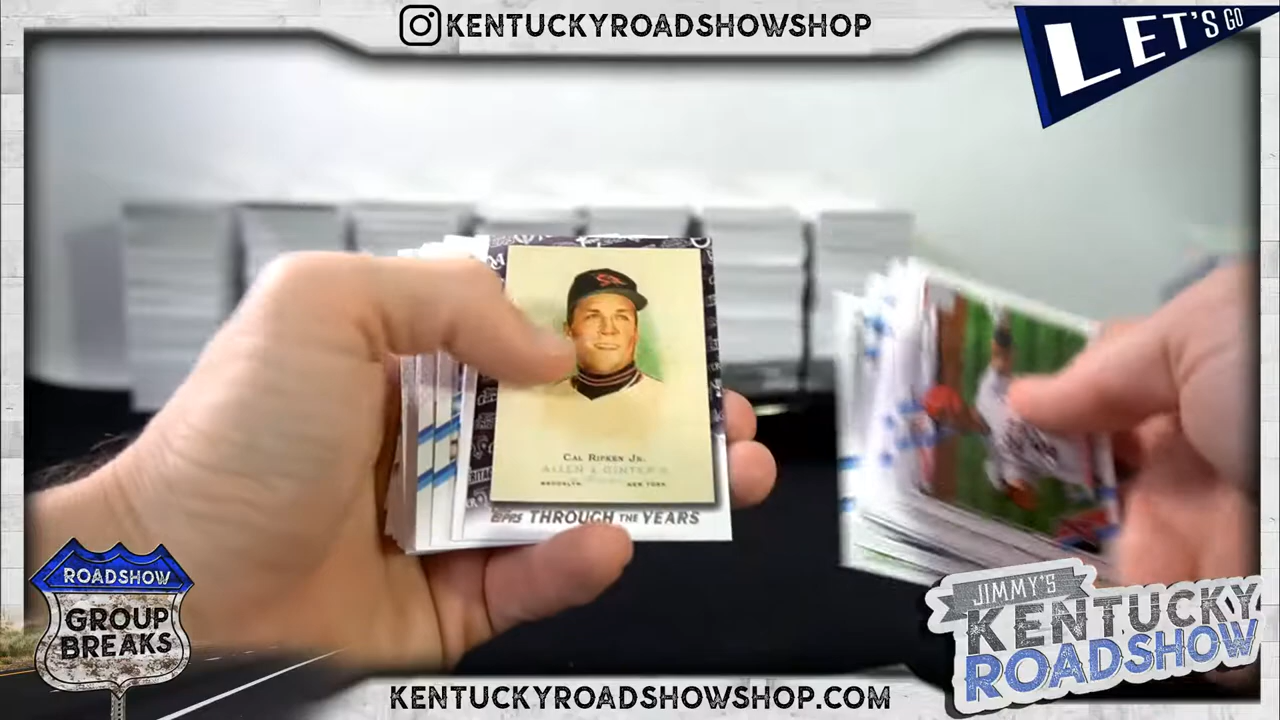 KENTUCKYROADSHOWSHOP
LET'S GO
CAL RIPKEN JR.
ALLEN & GINTER'S
BROOKLYN NEW YORK
TOPPS THROUGH THE YEARS
ROADSHOW
GROUP
BREAKS
JIMMY'S
KENTUCKY
ROADSHOW
KENTUCKYROADSHOWSHOP.COM